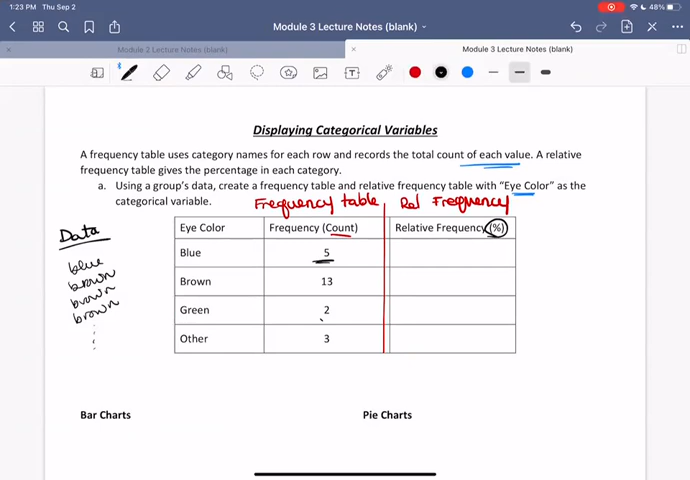 1:23 PM Thu Sep 2
48%
Module 3 Lecture Notes (blank)
Module 2 Lecture Notes (blank)
Module 3 Lecture Notes (blank)
Displaying Categorical Variables
A frequency table uses category names for each row and records the total count of each value. A relative
frequency table gives the percentage in each category.
a. Using a group's data, create a frequency table and relative frequency table with "Eye Color" as the
categorical variable.
Frequency table Rel Frequency
Data
Eye Color Frequency (Count) Relative Frequency (%)
Blue 5
blue
brown
Brown 13
brown
brown
Green 2
Other 3
Bar Charts Pie Charts